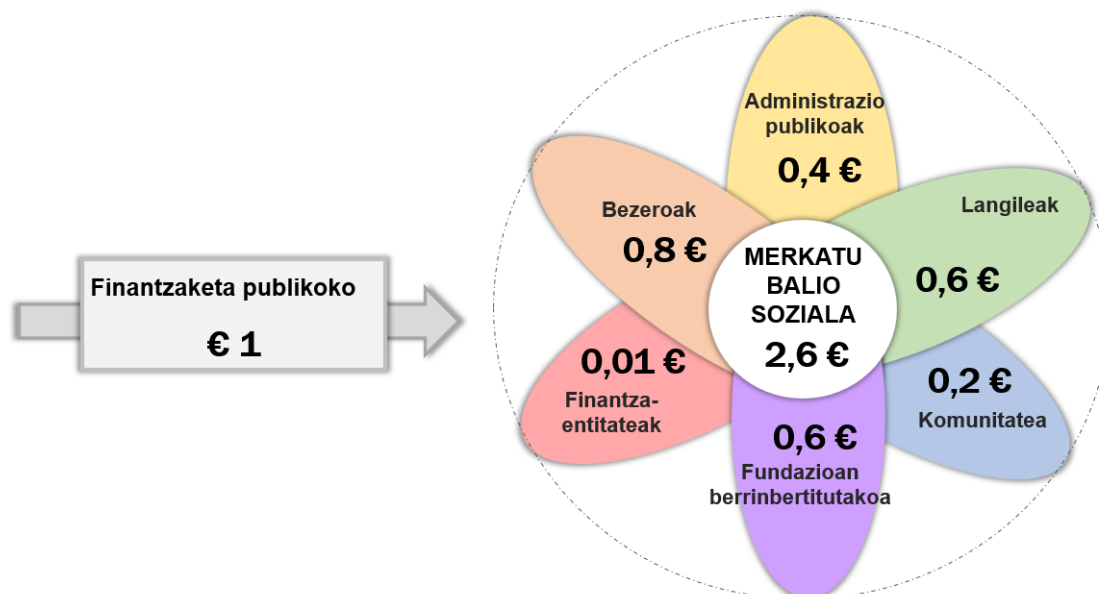 Finantzaketa publikoko
€ 1
Administrazio
publikoak
0,4 €
Langileak
0,6 €
0,2 €
Komunitatea
0,6 €
Fundazioan
berrinbertitutakoa
0,01 €
Finantza-
entitateak
Bezeroak
0,8 €
MERKATU
BALIO
SOZIALA
2,6 €